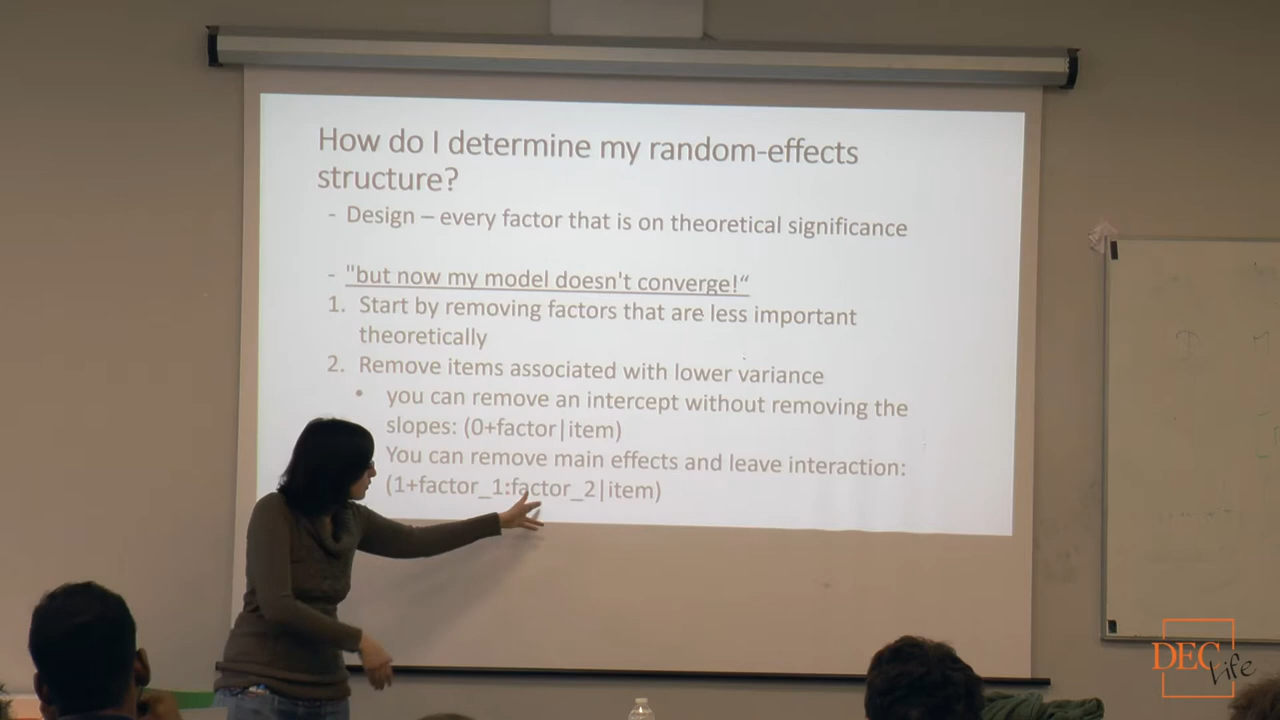 How do I determine my random-effects
structure?
- Design – every factor that is on theoretical significance
- "but now my model doesn't converge!“
1. Start by removing factors that are less important
theoretically
2. Remove items associated with lower variance
• you can remove an intercept without removing the
slopes: (0+factor|item)
You can remove main effects and leave interaction:
(1+factor_1:factor_2|item)
DEC
Life